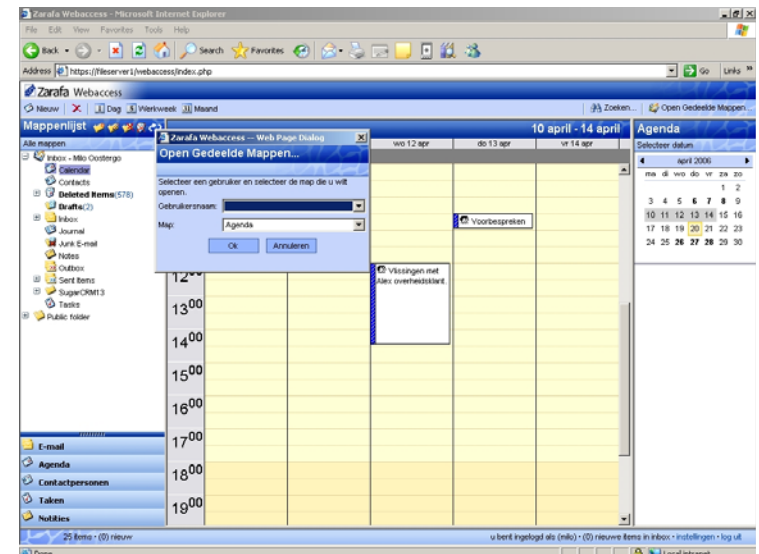 Zarafa Webaccess - Microsoft Internet Explorer
File Edit View Favorites Tools Help
Back Search Favorites
Address https://fileserver1/webaccess/index.php Go Links »
Zarafa Webaccess
Nieuw Dag Werkweek Maand Zoeken... Open Gedeelde Mappen...
Mappenlijst
10 april - 14 april
Agenda
Alle mappen
wo 12 apr do 13 apr vr 14 apr
Selecteer datum
Inbox - Milo Oostergo
Calendar
Contacts
Deleted Items(578)
Drafts(2)
Inbox
Journal
Junk E-mail
Notes
Outbox
Sent Items
SugarCRM13
Tasks
Public folder
Zarafa Webaccess -- Web Page Dialog
Open Gedeelde Mappen...
Selecteer een gebruiker en selecteer de map die u wilt
openen.
Gebruikersnaam:
Map: Agenda
Ok Annuleren
Voorbespreken
Vlissingen met
Alex overheidsklant.
12 00
13 00
14 00
15 00
16 00
17 00
18 00
19 00
april 2006
ma di wo do vr za zo
1 2
3 4 5 6 7 8 9
10 11 12 13 14 15 16
17 18 19 20 21 22 23
24 25 26 27 28 29 30
E-mail
Agenda
Contactpersonen
Taken
Notities
25 items - (0) nieuw
u bent ingelogd als (milo) - (0) nieuwe items in inbox - instellingen - log uit
Done
Local intranet